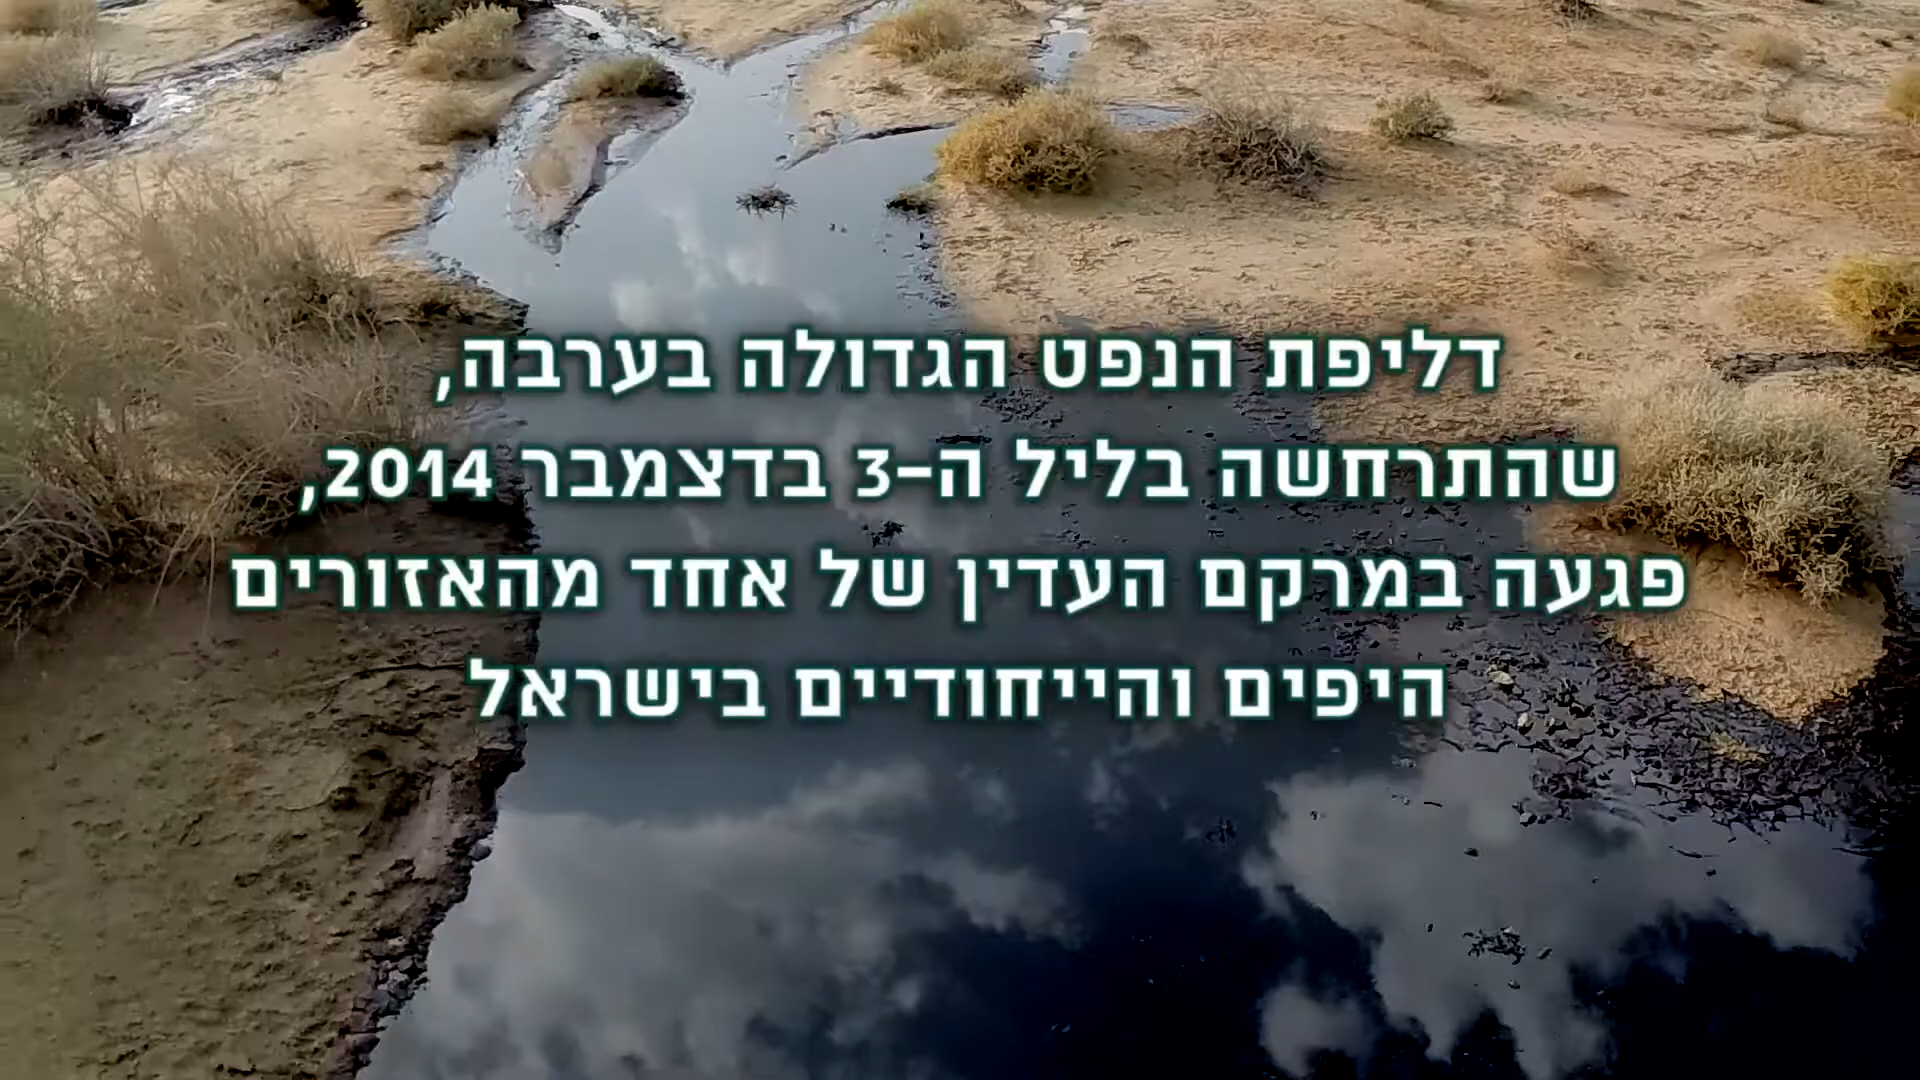 דליפת הנפט הגדולה בערבה,
שהתרחשה בליל ה-3 בדצמבר 2014,
פגעה במרקם העדין של אחד מהאזורים
היפים והייחודיים בישראל